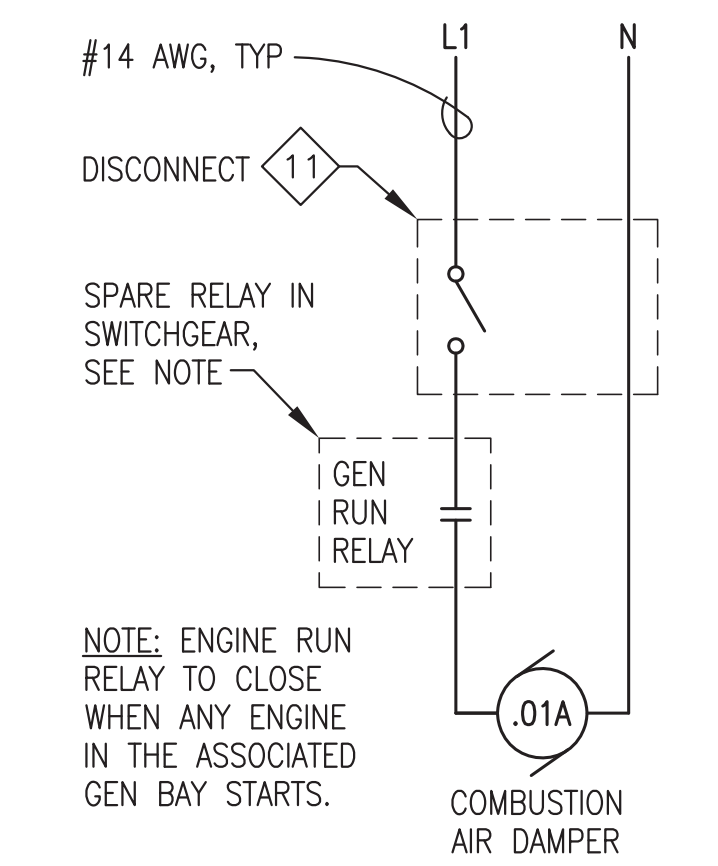 L1
N
#14 AWG, TYP
DISCONNECT 11
SPARE RELAY IN
SWITCHGEAR,
SEE NOTE
GEN
RUN
RELAY
NOTE: ENGINE RUN
RELAY TO CLOSE
WHEN ANY ENGINE
IN THE ASSOCIATED
GEN BAY STARTS.
.01A
COMBUSTION
AIR DAMPER